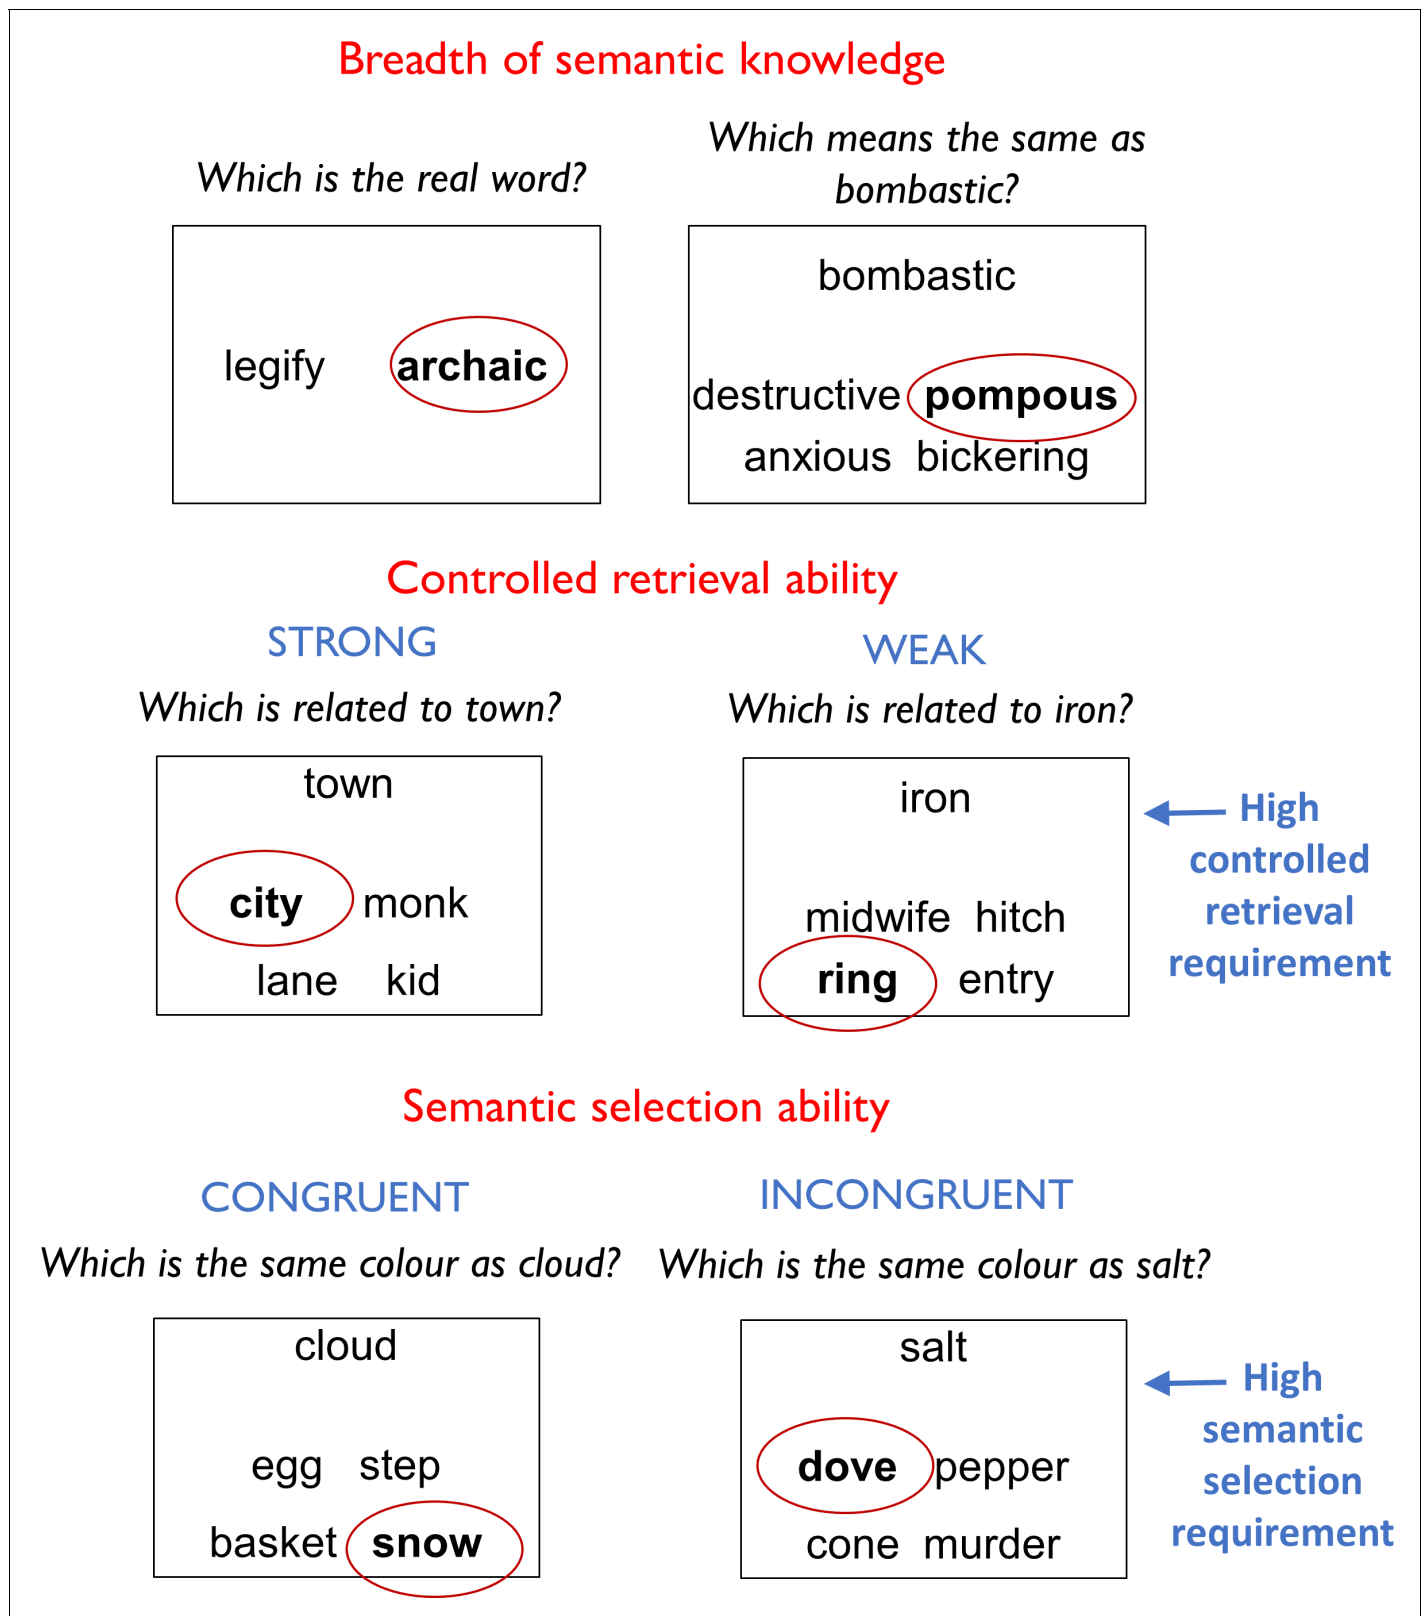 Breadth of semantic knowledge
Which is the real word?
legify archaic
Which means the same as
bombastic?
bombastic
destructive pompous
anxious bickering
Controlled retrieval ability
STRONG
Which is related to town?
town
city monk
lane kid
WEAK
Which is related to iron?
iron
midwife hitch
ring entry
High
controlled
retrieval
requirement
Semantic selection ability
CONGRUENT
Which is the same colour as cloud?
cloud
egg step
basket snow
INCONGRUENT
Which is the same colour as salt?
salt
dove pepper
cone murder
High
semantic
selection
requirement